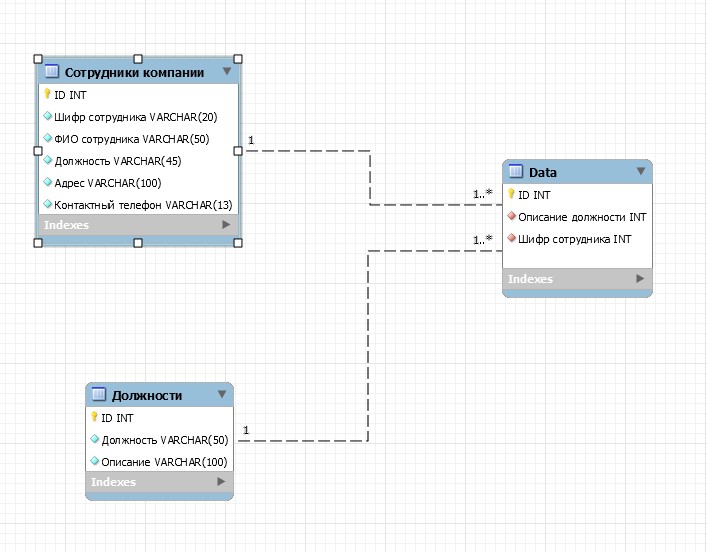 Сотрудники компании
ID INT
Шифр сотрудника VARCHAR(20)
ФИО сотрудника VARCHAR(50)
Должность VARCHAR(45)
Адрес VARCHAR(100)
Контактный телефон VARCHAR(13)
Indexes
1
1..*
1..*
Data
ID INT
Описание должности INT
Шифр сотрудника INT
Indexes
Должности
ID INT
Должность VARCHAR(50)
Описание VARCHAR(100)
Indexes
1